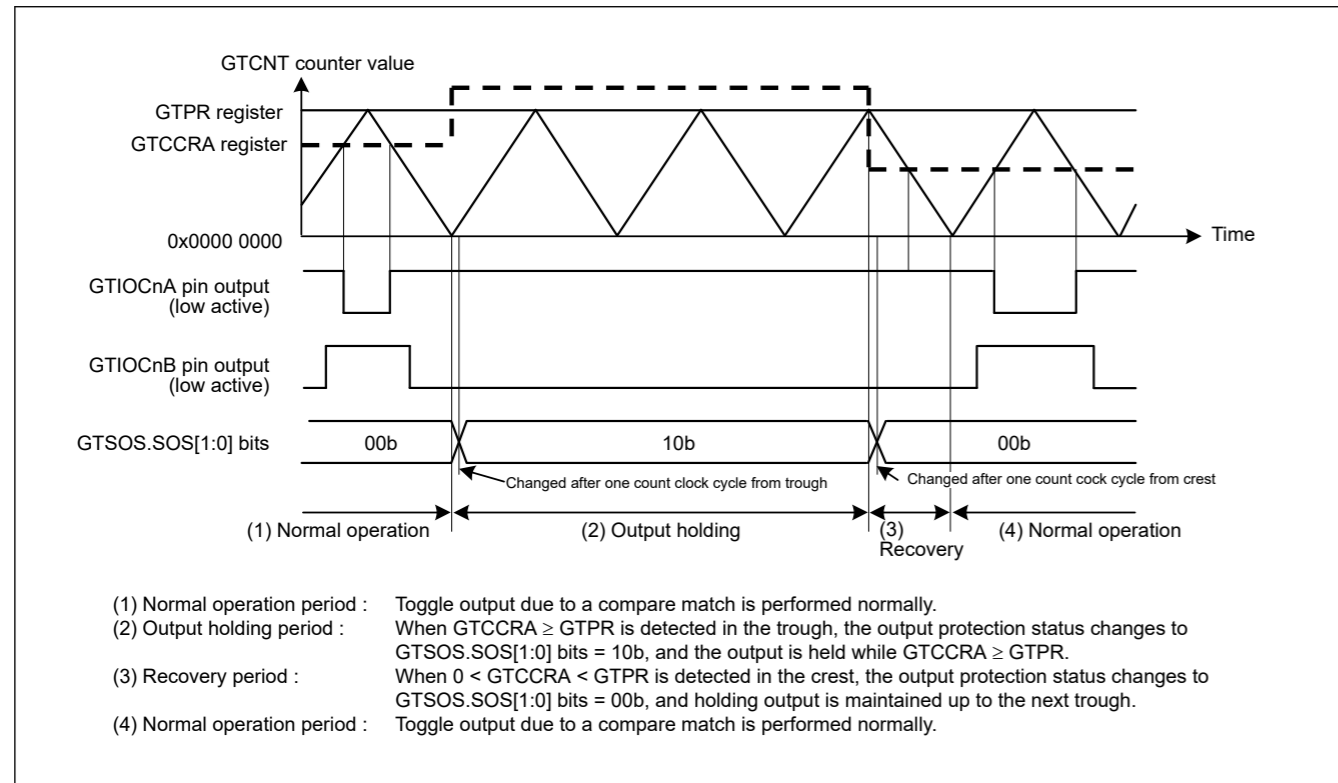 GTCNT counter value
GTPR register
GTCCRA register
0x0000 0000
Time
GTIOCnA pin output
(low active)
GTIOCnB pin output
(low active)
GTSOS.SOS[1:0] bits
00b
10b
00b
Changed after one count clock cycle from trough
Changed after one count cock cycle from crest
(1) Normal operation
(2) Output holding
(3)
Recovery
(4) Normal operation
(1) Normal operation period : Toggle output due to a compare match is performed normally.
(2) Output holding period : When GTCCRA ≥ GTPR is detected in the trough, the output protection status changes to
GTSOS.SOS[1:0] bits = 10b, and the output is held while GTCCRA ≥ GTPR.
(3) Recovery period : When 0 < GTCCRA < GTPR is detected in the crest, the output protection status changes to
GTSOS.SOS[1:0] bits = 00b, and holding output is maintained up to the next trough.
(4) Normal operation period : Toggle output due to a compare match is performed normally.